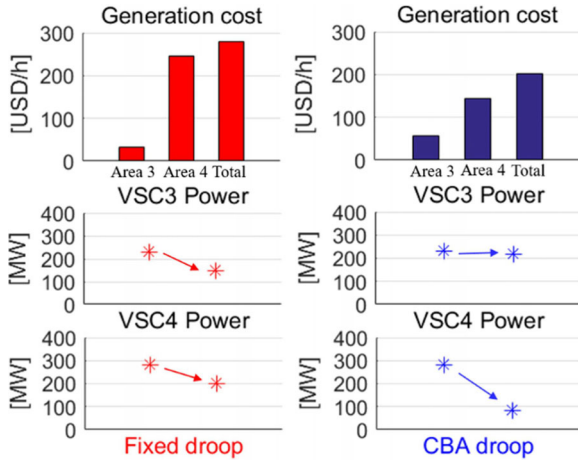 Generation cost
Generation cost
[USD/h]
300
200
100
0
Area 3 Area 4 Total
[USD/h]
300
200
100
0
Area 3 Area 4 Total
VSC3 Power
VSC3 Power
[MW]
400
300
200
100
0
[MW]
400
300
200
100
0
VSC4 Power
VSC4 Power
[MW]
400
300
200
100
0
[MW]
400
300
200
100
0
Fixed droop
CBA droop